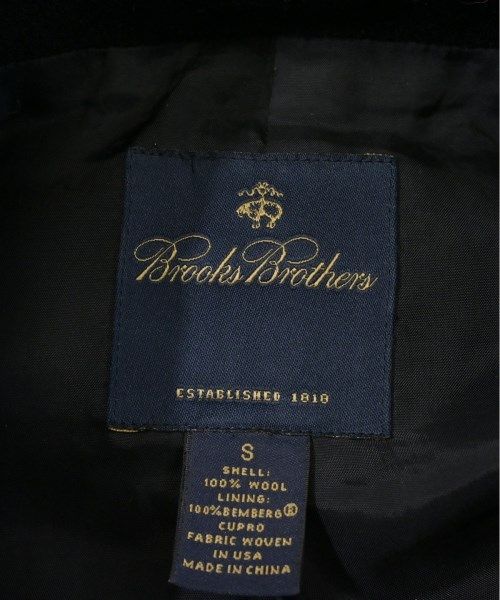 Brooks Brothers
ESTABLISHED 1818
S
SHELL:
100% WOOL
LINING:
100%BEMBERG®
CUPRO
FABRIC WOVEN
IN USA
MADE IN CHINA